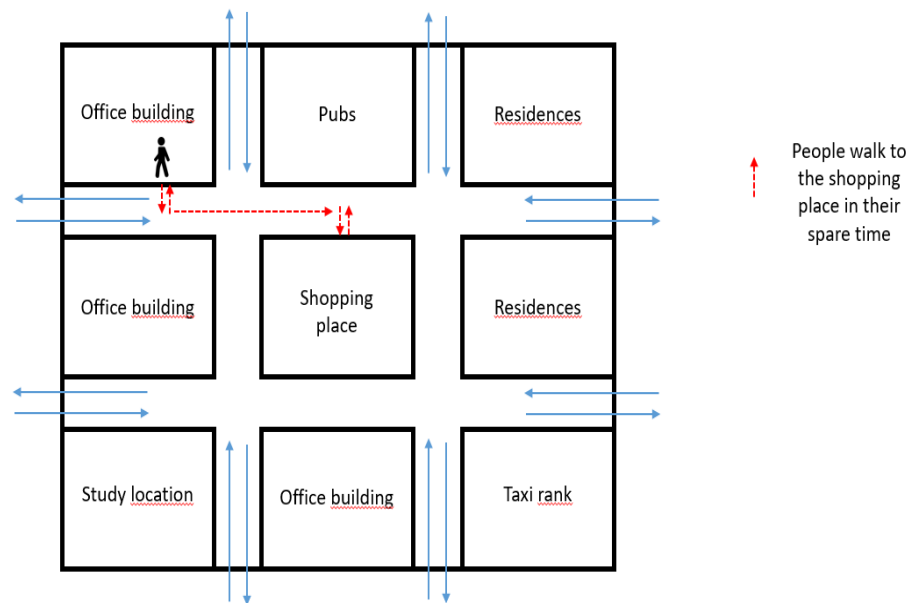 Office building
Pubs
Residences
People walk to
the shopping
place in their
spare time
Office building
Shopping
place
Residences
Study location
Office building
Taxi rank